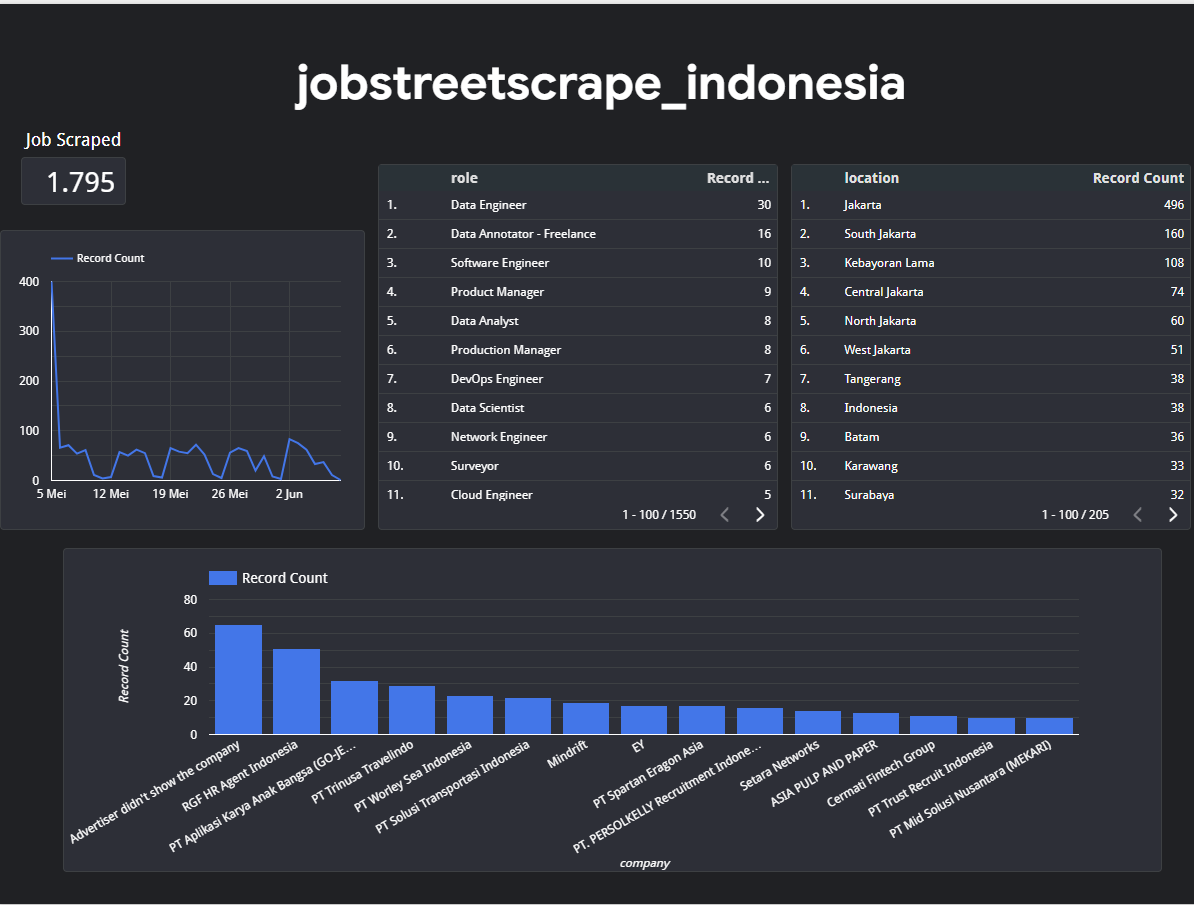 jobstreetscrape_indonesia
Job Scraped
1.795
Record Count
400
300
200
100
0
5 Mei 12 Mei 19 Mei 26 Mei 2 Jun
role Record ...
1. Data Engineer 30
2. Data Annotator - Freelance 16
3. Software Engineer 10
4. Product Manager 9
5. Data Analyst 8
6. Production Manager 8
7. DevOps Engineer 7
8. Data Scientist 6
9. Network Engineer 6
10. Surveyor 6
11. Cloud Engineer 5
1 - 100 / 1550
location Record Count
1. Jakarta 496
2. South Jakarta 160
3. Kebayoran Lama 108
4. Central Jakarta 74
5. North Jakarta 60
6. West Jakarta 51
7. Tangerang 38
8. Indonesia 38
9. Batam 36
10. Karawang 33
11. Surabaya 32
1 - 100 / 205
Record Count
Record Count
80
60
40
20
0
Advertiser didn't show the company
RGF HR Agent Indonesia
PT Aplikasi Karya Anak Bangsa (GO-JE...
PT Trinusa Travelindo
PT Worley Sea Indonesia
PT Solusi Transportasi Indonesia
Mindrift
EY
PT Spartan Eragon Asia
PT. PERSOLKELLY Recruitment Indone...
Setara Networks
ASIA PULP AND PAPER
Cermati Fintech Group
PT Trust Recruit Indonesia
PT Mid Solusi Nusantara (MEKARI)
company